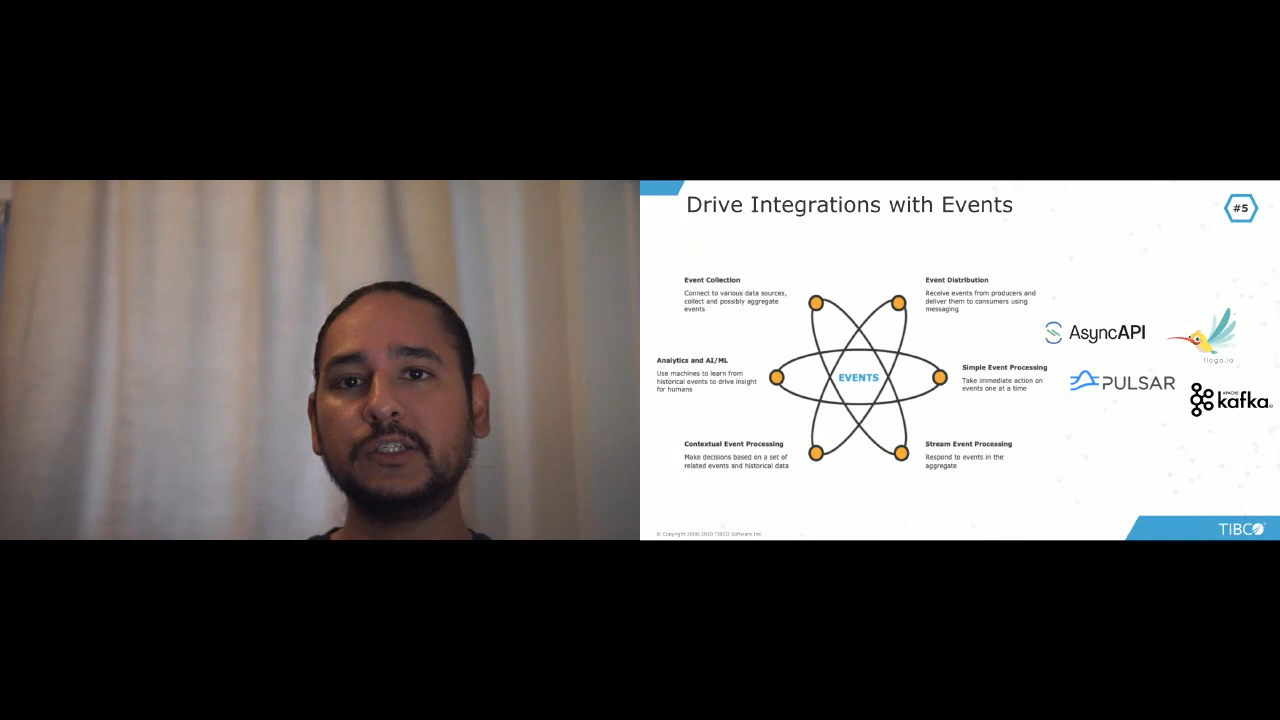 Drive Integrations with Events
#5
Event Collection
Connect to various data sources,
collect and possibly aggregate
events
Event Distribution
Receive events from producers and
deliver them to consumers using
messaging
AsyncAPI
flogo.io
Analytics and AI/ML
Use machines to learn from
historical events to drive insight
for humans
EVENTS
Simple Event Processing
Take immediate action on
events one at a time
PULSAR
APACHE
kafka
Contextual Event Processing
Make decisions based on a set of
related events and historical data
Stream Event Processing
Respond to events in the
aggregate
© Copyright 2000-2020 TIBCO Software Inc.
TIBCO